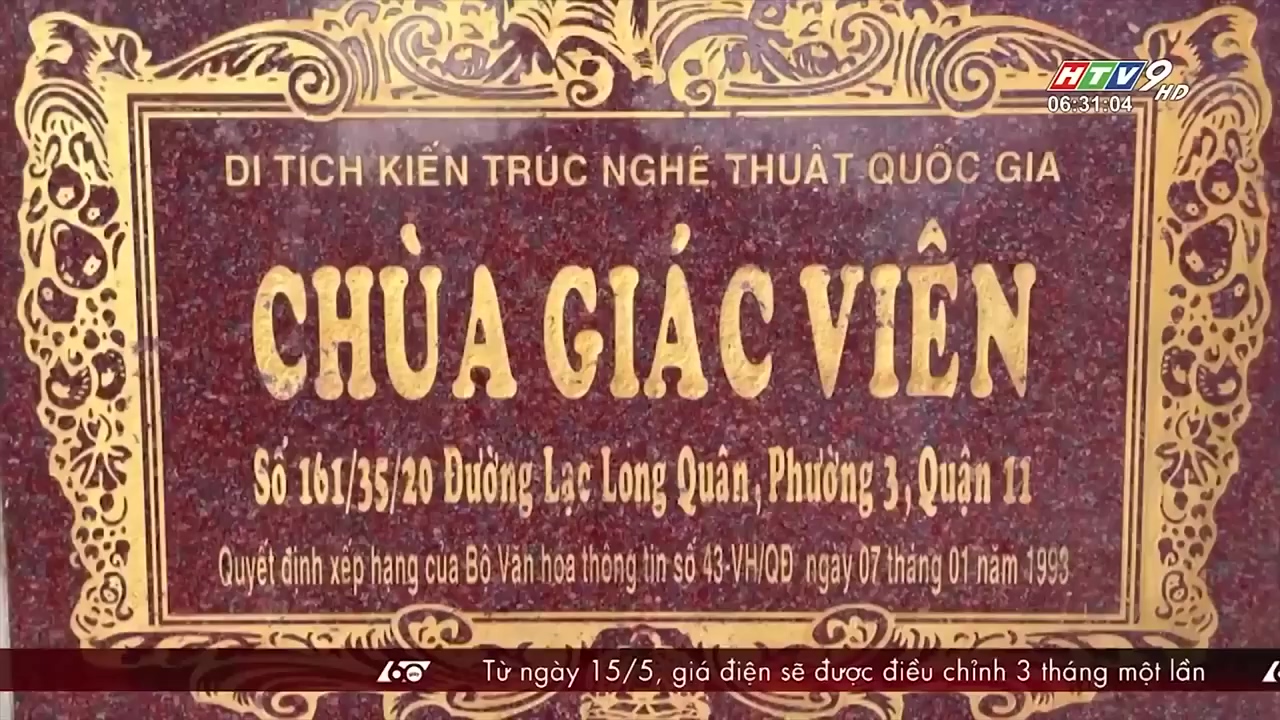 HTV9 HD
06:31:04
DI TÍCH KIẾN TRÚC NGHỆ THUẬT QUỐC GIA
CHÙA GIÁC VIÊN
Số 161/35/20 Đường Lạc Long Quân, Phường 3, Quận 11
Quyết định xếp hạng của Bộ Văn hóa thông tin số 43-VH/QĐ ngày 07 tháng 01 năm 1993
60 Từ ngày 15/5, giá điện sẽ được điều chỉnh 3 tháng một lần